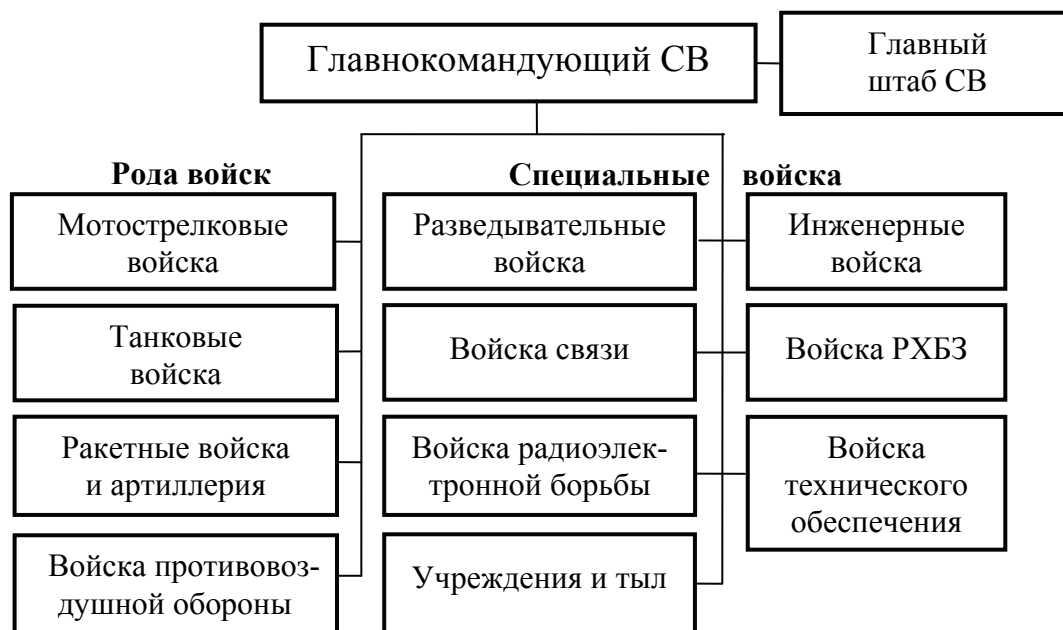 Главнокомандующий СВ
Главный
штаб СВ
Рода войск
Специальные войска
Мотострелковые
войска
Разведывательные
войска
Инженерные
войска
Танковые
войска
Войска связи
Войска РХБЗ
Ракетные войска
и артиллерия
Войска радиоэлек-
тронной борьбы
Войска
технического
обеспечения
Войска противовоз-
душной обороны
Учреждения и тыл